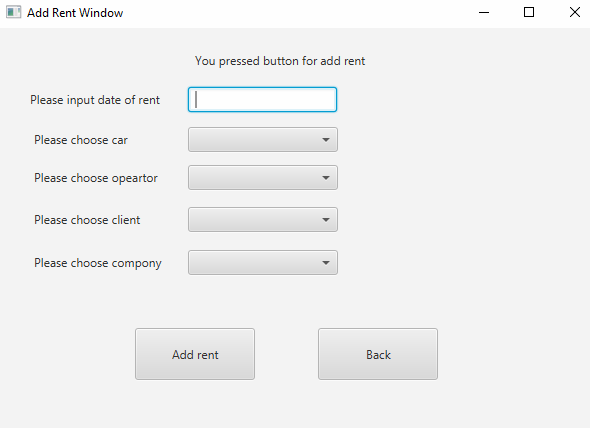 Add Rent Window
You pressed button for add rent
Please input date of rent
Please choose car
Please choose opeartor
Please choose client
Please choose compony
Add rent
Back